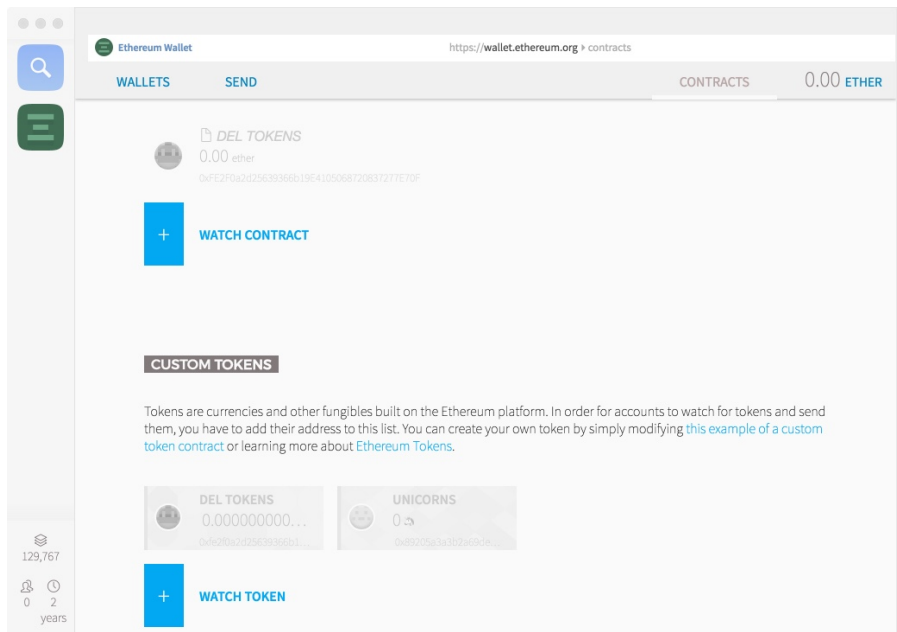 Ethereum Wallet
https://wallet.ethereum.org ▸ contracts
WALLETS
SEND
CONTRACTS
0.00 ETHER
DEL TOKENS
0.00 ether
+
WATCH CONTRACT
CUSTOM TOKENS
Tokens are currencies and other fungibles built on the Ethereum platform. In order for accounts to watch for tokens and send
them, you have to add their address to this list. You can create your own token by simply modifying this example of a custom
token contract or learning more about Ethereum Tokens.
DEL TOKENS
0.000000000...
UNICORNS
0
+
WATCH TOKEN
129,767
0
2
years